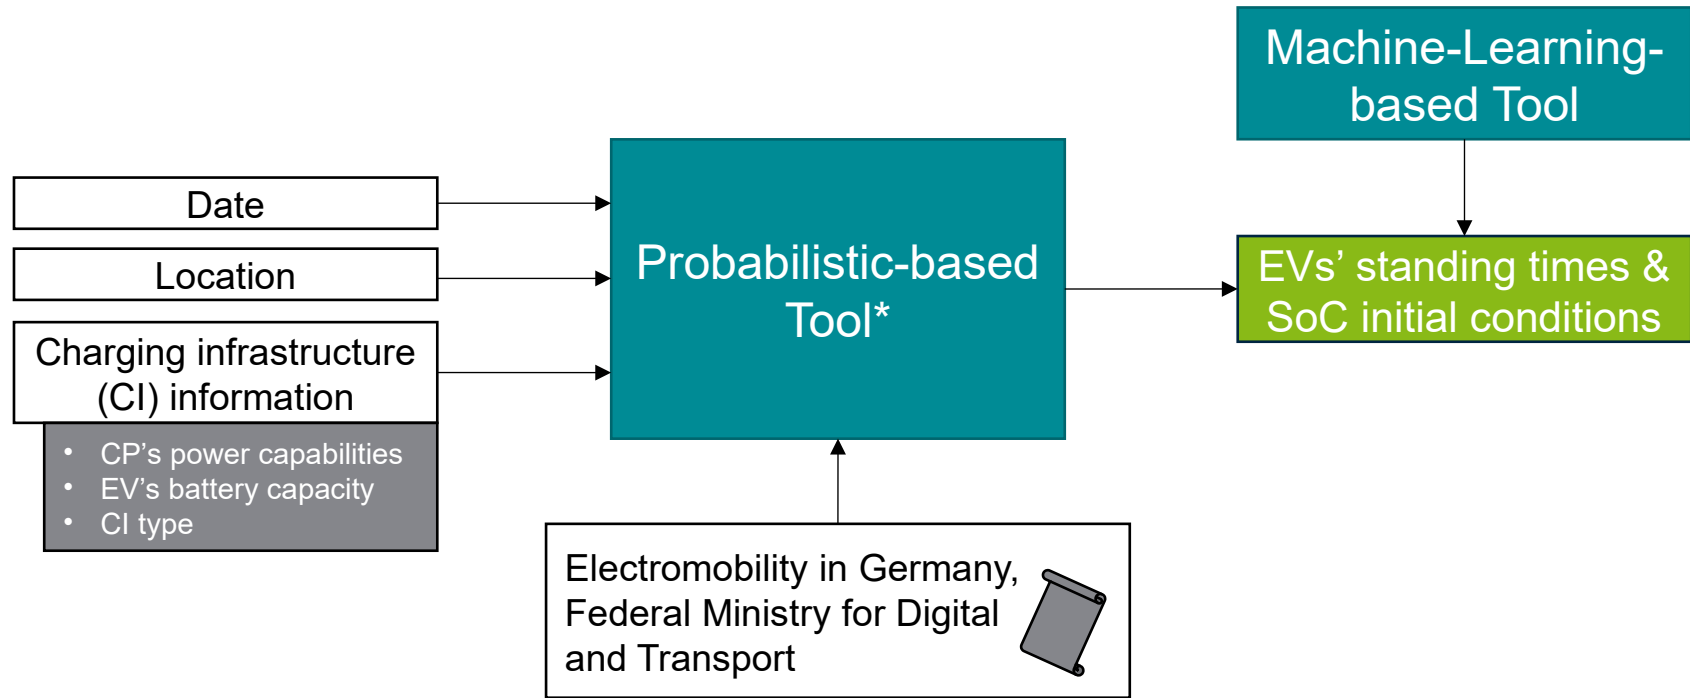 Machine-Learning-
based Tool
Date
Location
Charging infrastructure
(CI) information
• CP’s power capabilities
• EV’s battery capacity
• CI type
Probabilistic-based
Tool*
EVs’ standing times &
SoC initial conditions
Electromobility in Germany,
Federal Ministry for Digital
and Transport